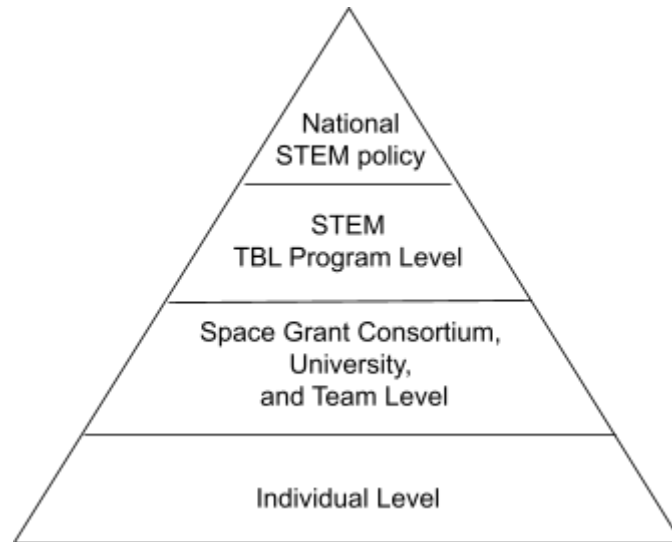 National
STEM policy
STEM
TBL Program Level
Space Grant Consortium,
University,
and Team Level
Individual Level